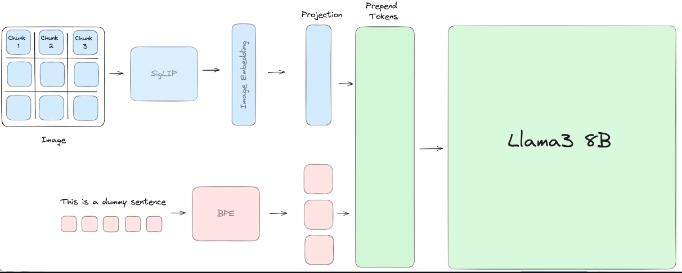 Chunk
1
Chunk
2
Chunk
3
Image
SigLIP
Image Embedding
Projection
Prepend
Tokens
Llama3 8B
This is a dummy sentence
BPE